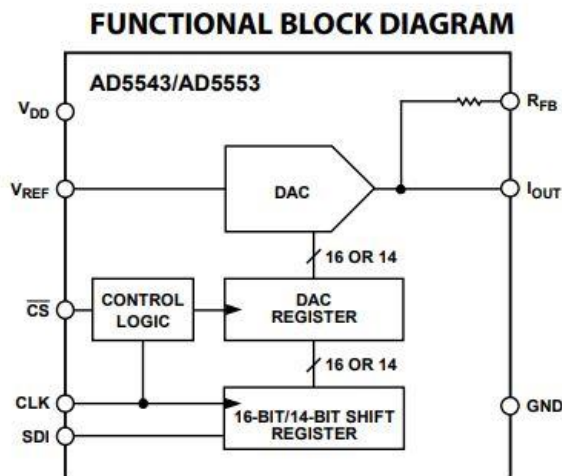 FUNCTIONAL BLOCK DIAGRAM
AD5543/AD5553
VDD
RFB
VREF
DAC
IOUT
16 OR 14
CS
CONTROL
LOGIC
DAC
REGISTER
16 OR 14
CLK
16-BIT/14-BIT SHIFT
REGISTER
GND
SDI